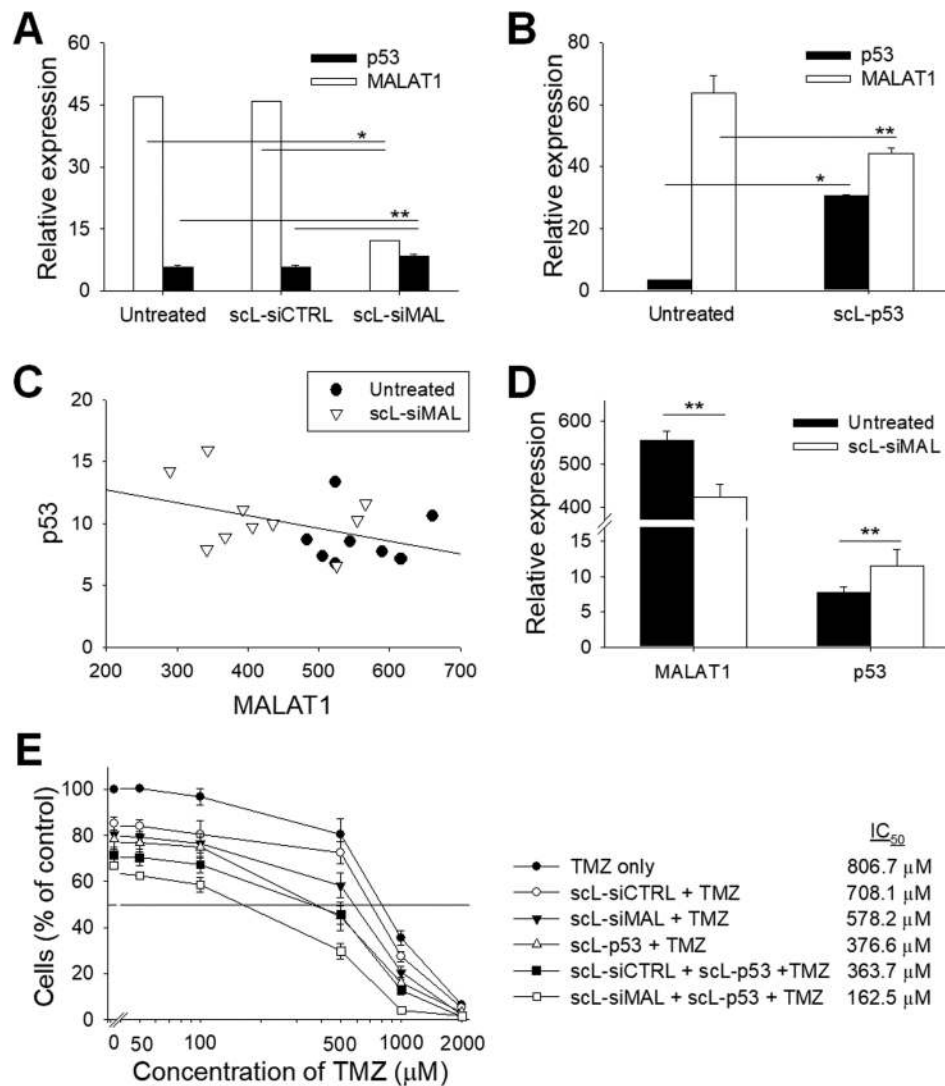 A
Relative expression
60
45
30
15
0
p53
MALAT1
*
**
Untreated scL-siCTRL scL-siMAL
B
Relative expression
80
60
40
20
0
p53
MALAT1
**
*
Untreated scL-p53
C
p53
20
15
10
5
0
Untreated
scL-siMAL
200 300 400 500 600 700
MALAT1
D
Relative expression
600
500
400
15
10
5
0
Untreated
scL-siMAL
**
**
MALAT1 p53
E
Cells (% of control)
100
80
60
40
20
0
0 50 100 500 1000 2000
Concentration of TMZ (μM)
IC50
TMZ only 806.7 μM
scL-siCTRL + TMZ 708.1 μM
scL-siMAL + TMZ 578.2 μM
scL-p53 + TMZ 376.6 μM
scL-siCTRL + scL-p53 +TMZ 363.7 μM
scL-siMAL + scL-p53 + TMZ 162.5 μM